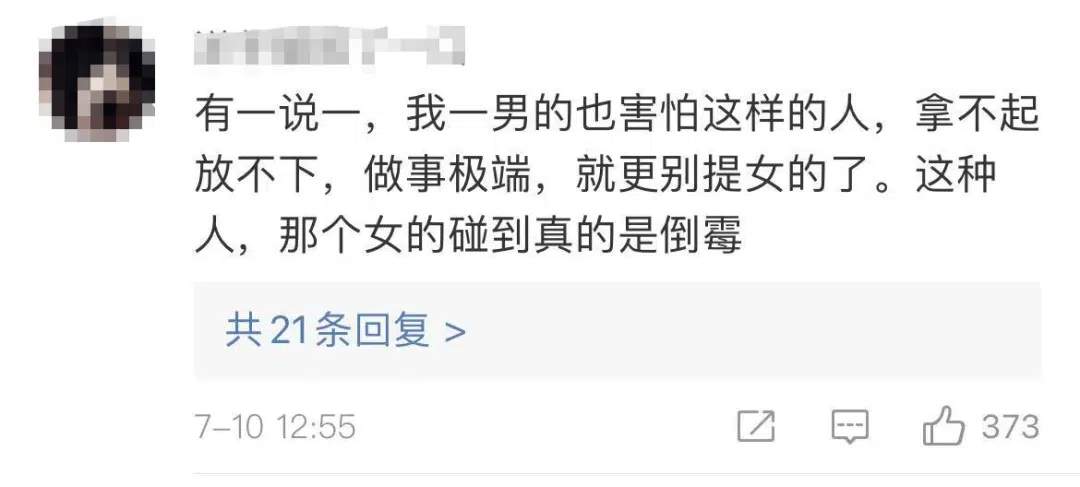 有一说一，我一男的也害怕这样的人，拿不起
放不下，做事极端，就更别提女的了。这种
人，那个女的碰到真的是倒霉
共21条回复 >
7-10 12:55
373